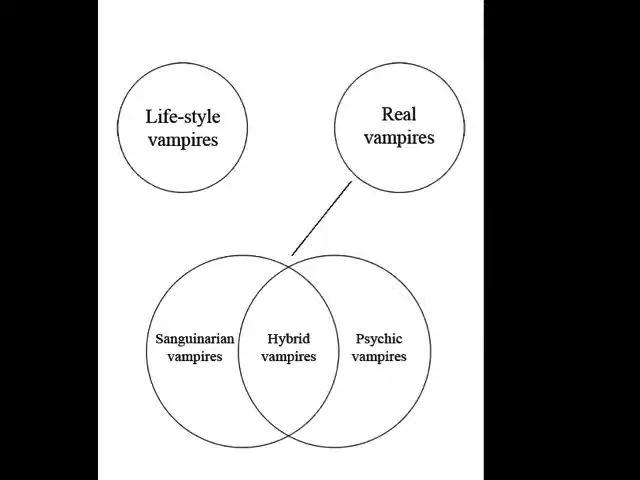 Life-style
vampires
Real
vampires
Sanguinarian
vampires
Hybrid
vampires
Psychic
vampires